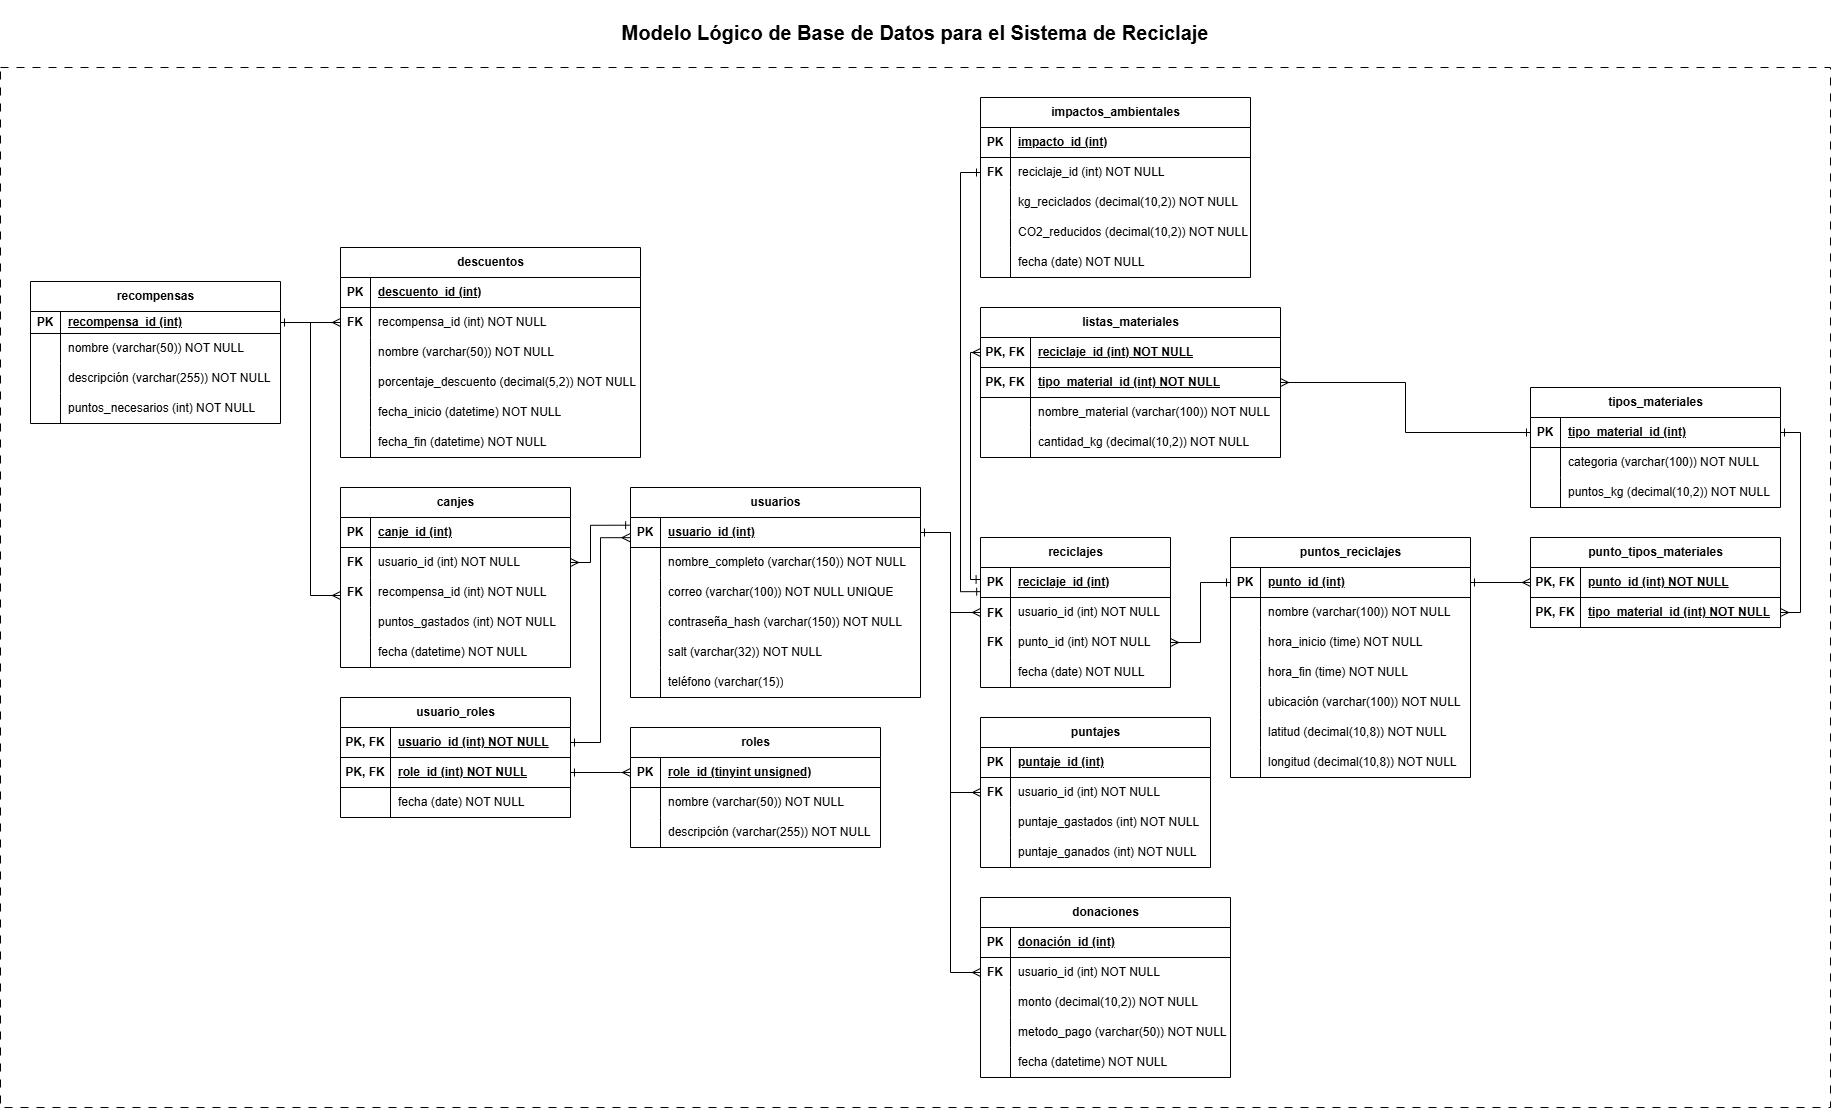 Modelo Lógico de Base de Datos para el Sistema de Reciclaje
recompensas
PK recompensa_id (int)
nombre (varchar(50)) NOT NULL
descripción (varchar(255)) NOT NULL
puntos_necesarios (int) NOT NULL
descuentos
PK descuento_id (int)
FK recompensa_id (int) NOT NULL
nombre (varchar(50)) NOT NULL
porcentaje_descuento (decimal(5,2)) NOT NULL
fecha_inicio (datetime) NOT NULL
fecha_fin (datetime) NOT NULL
canjes
PK canje_id (int)
FK usuario_id (int) NOT NULL
FK recompensa_id (int) NOT NULL
puntos_gastados (int) NOT NULL
fecha (datetime) NOT NULL
usuario_roles
PK, FK usuario_id (int) NOT NULL
PK, FK role_id (int) NOT NULL
fecha (date) NOT NULL
usuarios
PK usuario_id (int)
nombre_completo (varchar(150)) NOT NULL
correo (varchar(100)) NOT NULL UNIQUE
contraseña_hash (varchar(150)) NOT NULL
salt (varchar(32)) NOT NULL
teléfono (varchar(15))
roles
PK role_id (tinyint unsigned)
nombre (varchar(50)) NOT NULL
descripción (varchar(255)) NOT NULL
impactos_ambientales
PK impacto_id (int)
FK reciclaje_id (int) NOT NULL
kg_reciclados (decimal(10,2)) NOT NULL
CO2_reducidos (decimal(10,2)) NOT NULL
fecha (date) NOT NULL
listas_materiales
PK, FK reciclaje_id (int) NOT NULL
PK, FK tipo_material_id (int) NOT NULL
nombre_material (varchar(100)) NOT NULL
cantidad_kg (decimal(10,2)) NOT NULL
reciclajes
PK reciclaje_id (int)
FK usuario_id (int) NOT NULL
FK punto_id (int) NOT NULL
fecha (date) NOT NULL
puntajes
PK puntaje_id (int)
FK usuario_id (int) NOT NULL
puntaje_gastados (int) NOT NULL
puntaje_ganados (int) NOT NULL
donaciones
PK donación_id (int)
FK usuario_id (int) NOT NULL
monto (decimal(10,2)) NOT NULL
metodo_pago (varchar(50)) NOT NULL
fecha (datetime) NOT NULL
puntos_reciclajes
PK punto_id (int)
nombre (varchar(100)) NOT NULL
hora_inicio (time) NOT NULL
hora_fin (time) NOT NULL
ubicación (varchar(100)) NOT NULL
latitud (decimal(10,8)) NOT NULL
longitud (decimal(10,8)) NOT NULL
tipos_materiales
PK tipo_material_id (int)
categoria (varchar(100)) NOT NULL
puntos_kg (decimal(10,2)) NOT NULL
punto_tipos_materiales
PK, FK punto_id (int) NOT NULL
PK, FK tipo_material_id (int) NOT NULL